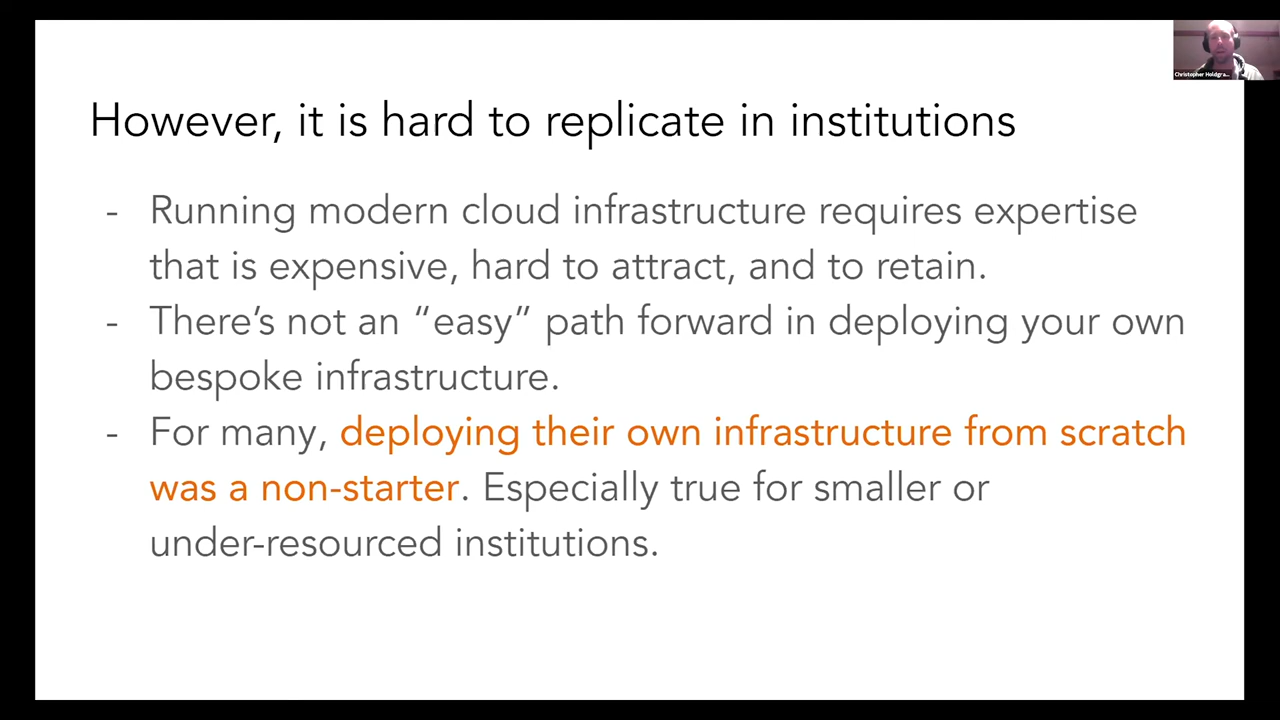 However, it is hard to replicate in institutions
- Running modern cloud infrastructure requires expertise
that is expensive, hard to attract, and to retain.
- There’s not an “easy” path forward in deploying your own
bespoke infrastructure.
- For many, deploying their own infrastructure from scratch
was a non-starter. Especially true for smaller or
under-resourced institutions.
Christopher Holdgra...